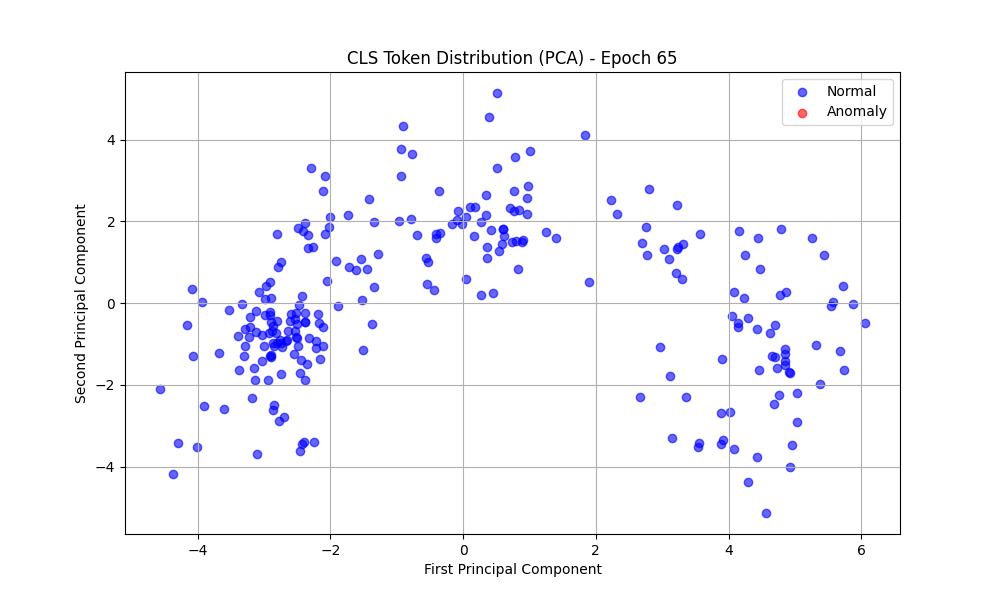 CLS Token Distribution (PCA) - Epoch 65
Normal
Anomaly
Second Principal Component
4
2
0
−2
−4
−4 −2 0 2 4 6
First Principal Component